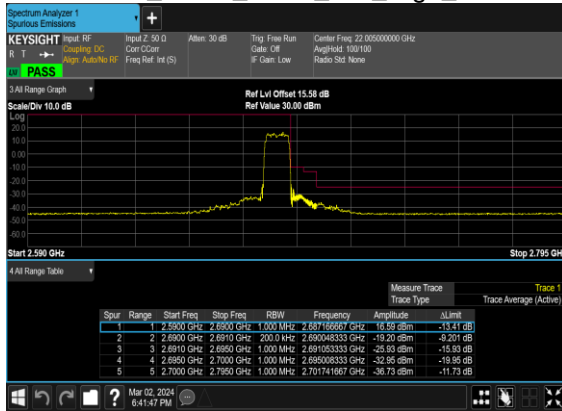 Spectrum Analyzer 1
Spurious Emissions
+
KEYSIGHT Input: RF Input Z: 50 Ω Atten: 30 dB Trig: Free Run Center Freq: 22.005000000 GHz
R T Coupling: DC Corr CCorr Gate: Off Avg|Hold: 100/100
Align: Auto/No RF Freq Ref: Int (S) IF Gain: Low Radio Std: None
PASS
3 All Range Graph
Ref Lvl Offset 15.58 dB
Scale/Div 10.0 dB Ref Value 30.00 dBm
Log
20.0
10.0
0.00
-10.0
-20.0
-30.0
-40.0
-50.0
-60.0
Start 2.590 GHz Stop 2.795 GH
4 All Range Table
Measure Trace Trace 1
Trace Type Trace Average (Active)
Spur Range Start Freq Stop Freq RBW Frequency Amplitude ΔLimit
1 1 2.5900 GHz 2.6900 GHz 1.000 MHz 2.687166667 GHz 16.59 dBm -13.41 dB
2 2 2.6900 GHz 2.6910 GHz 200.0 kHz 2.690048333 GHz -19.20 dBm -9.201 dB
3 3 2.6910 GHz 2.6950 GHz 1.000 MHz 2.691053333 GHz -25.93 dBm -15.93 dB
4 4 2.6950 GHz 2.7000 GHz 1.000 MHz 2.695008333 GHz -32.95 dBm -19.95 dB
5 5 2.7000 GHz 2.7950 GHz 1.000 MHz 2.701741667 GHz -36.73 dBm -11.73 dB
? Mar 02, 2024
6:41:47 PM